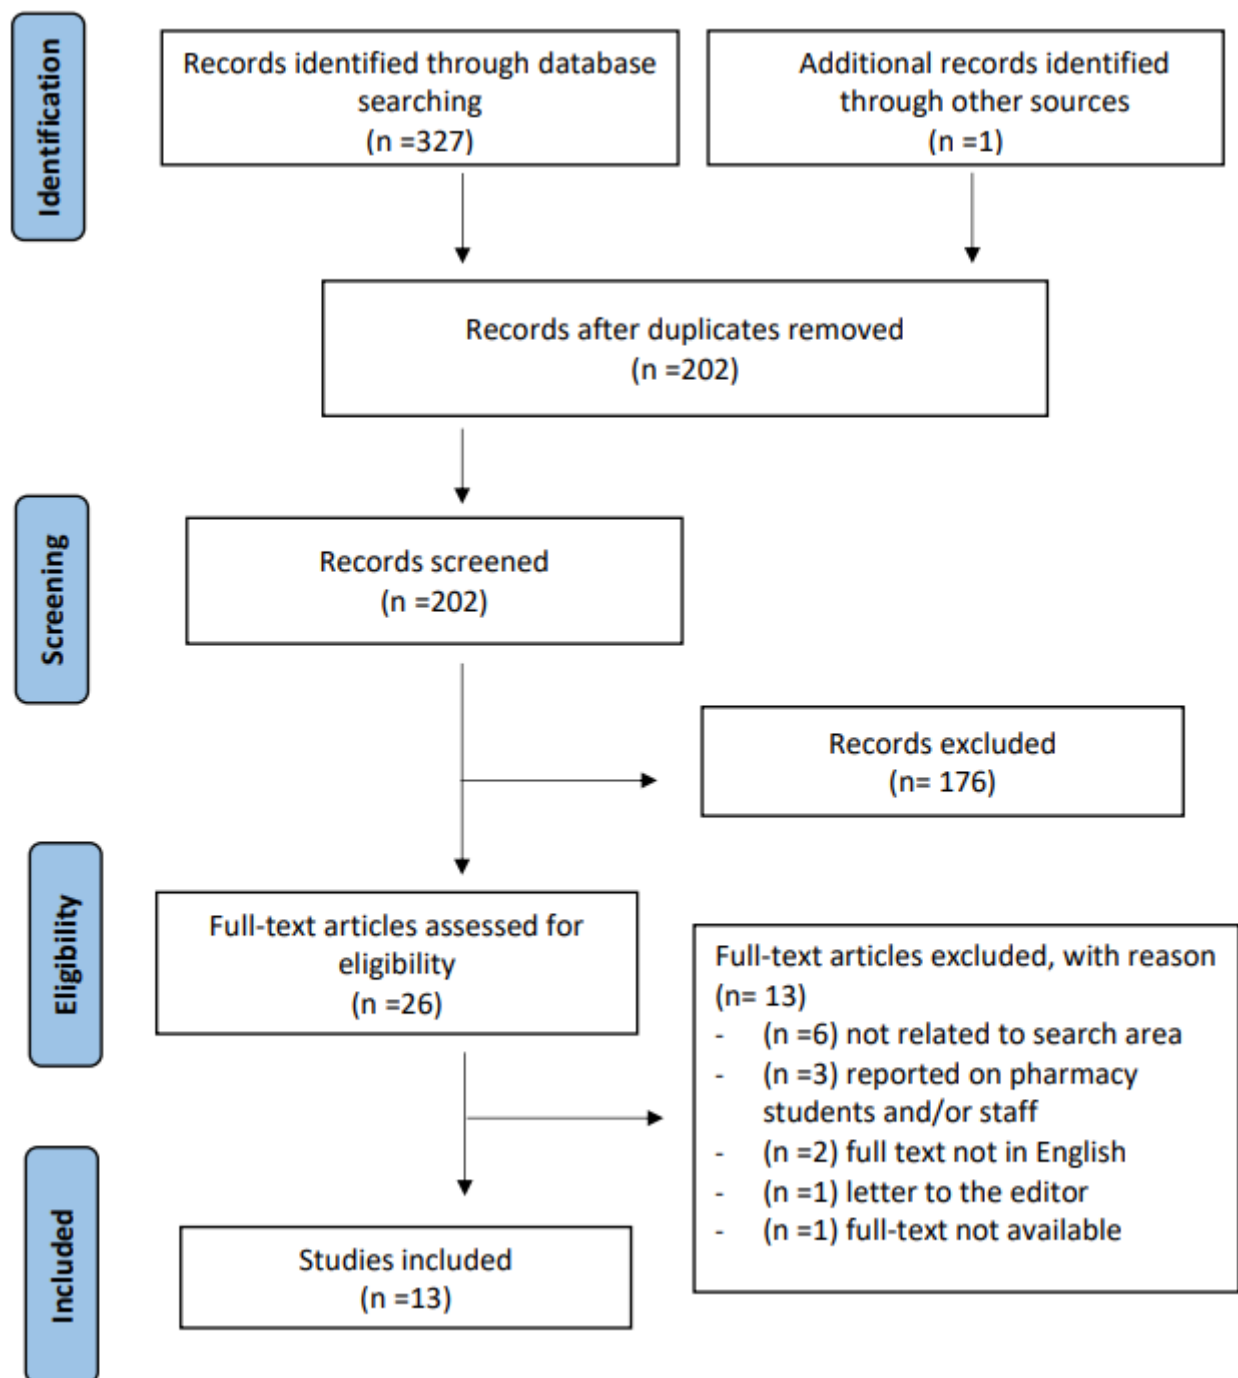 Identification
Records identified through database
searching
(n =327)
Additional records identified
through other sources
(n =1)
Records after duplicates removed
(n =202)
Screening
Records screened
(n =202)
Records excluded
(n= 176)
Eligibility
Full-text articles assessed for
eligibility
(n =26)
Full-text articles excluded, with reason
(n= 13)
- (n =6) not related to search area
- (n =3) reported on pharmacy
students and/or staff
- (n =2) full text not in English
- (n =1) letter to the editor
- (n =1) full-text not available
Included
Studies included
(n =13)